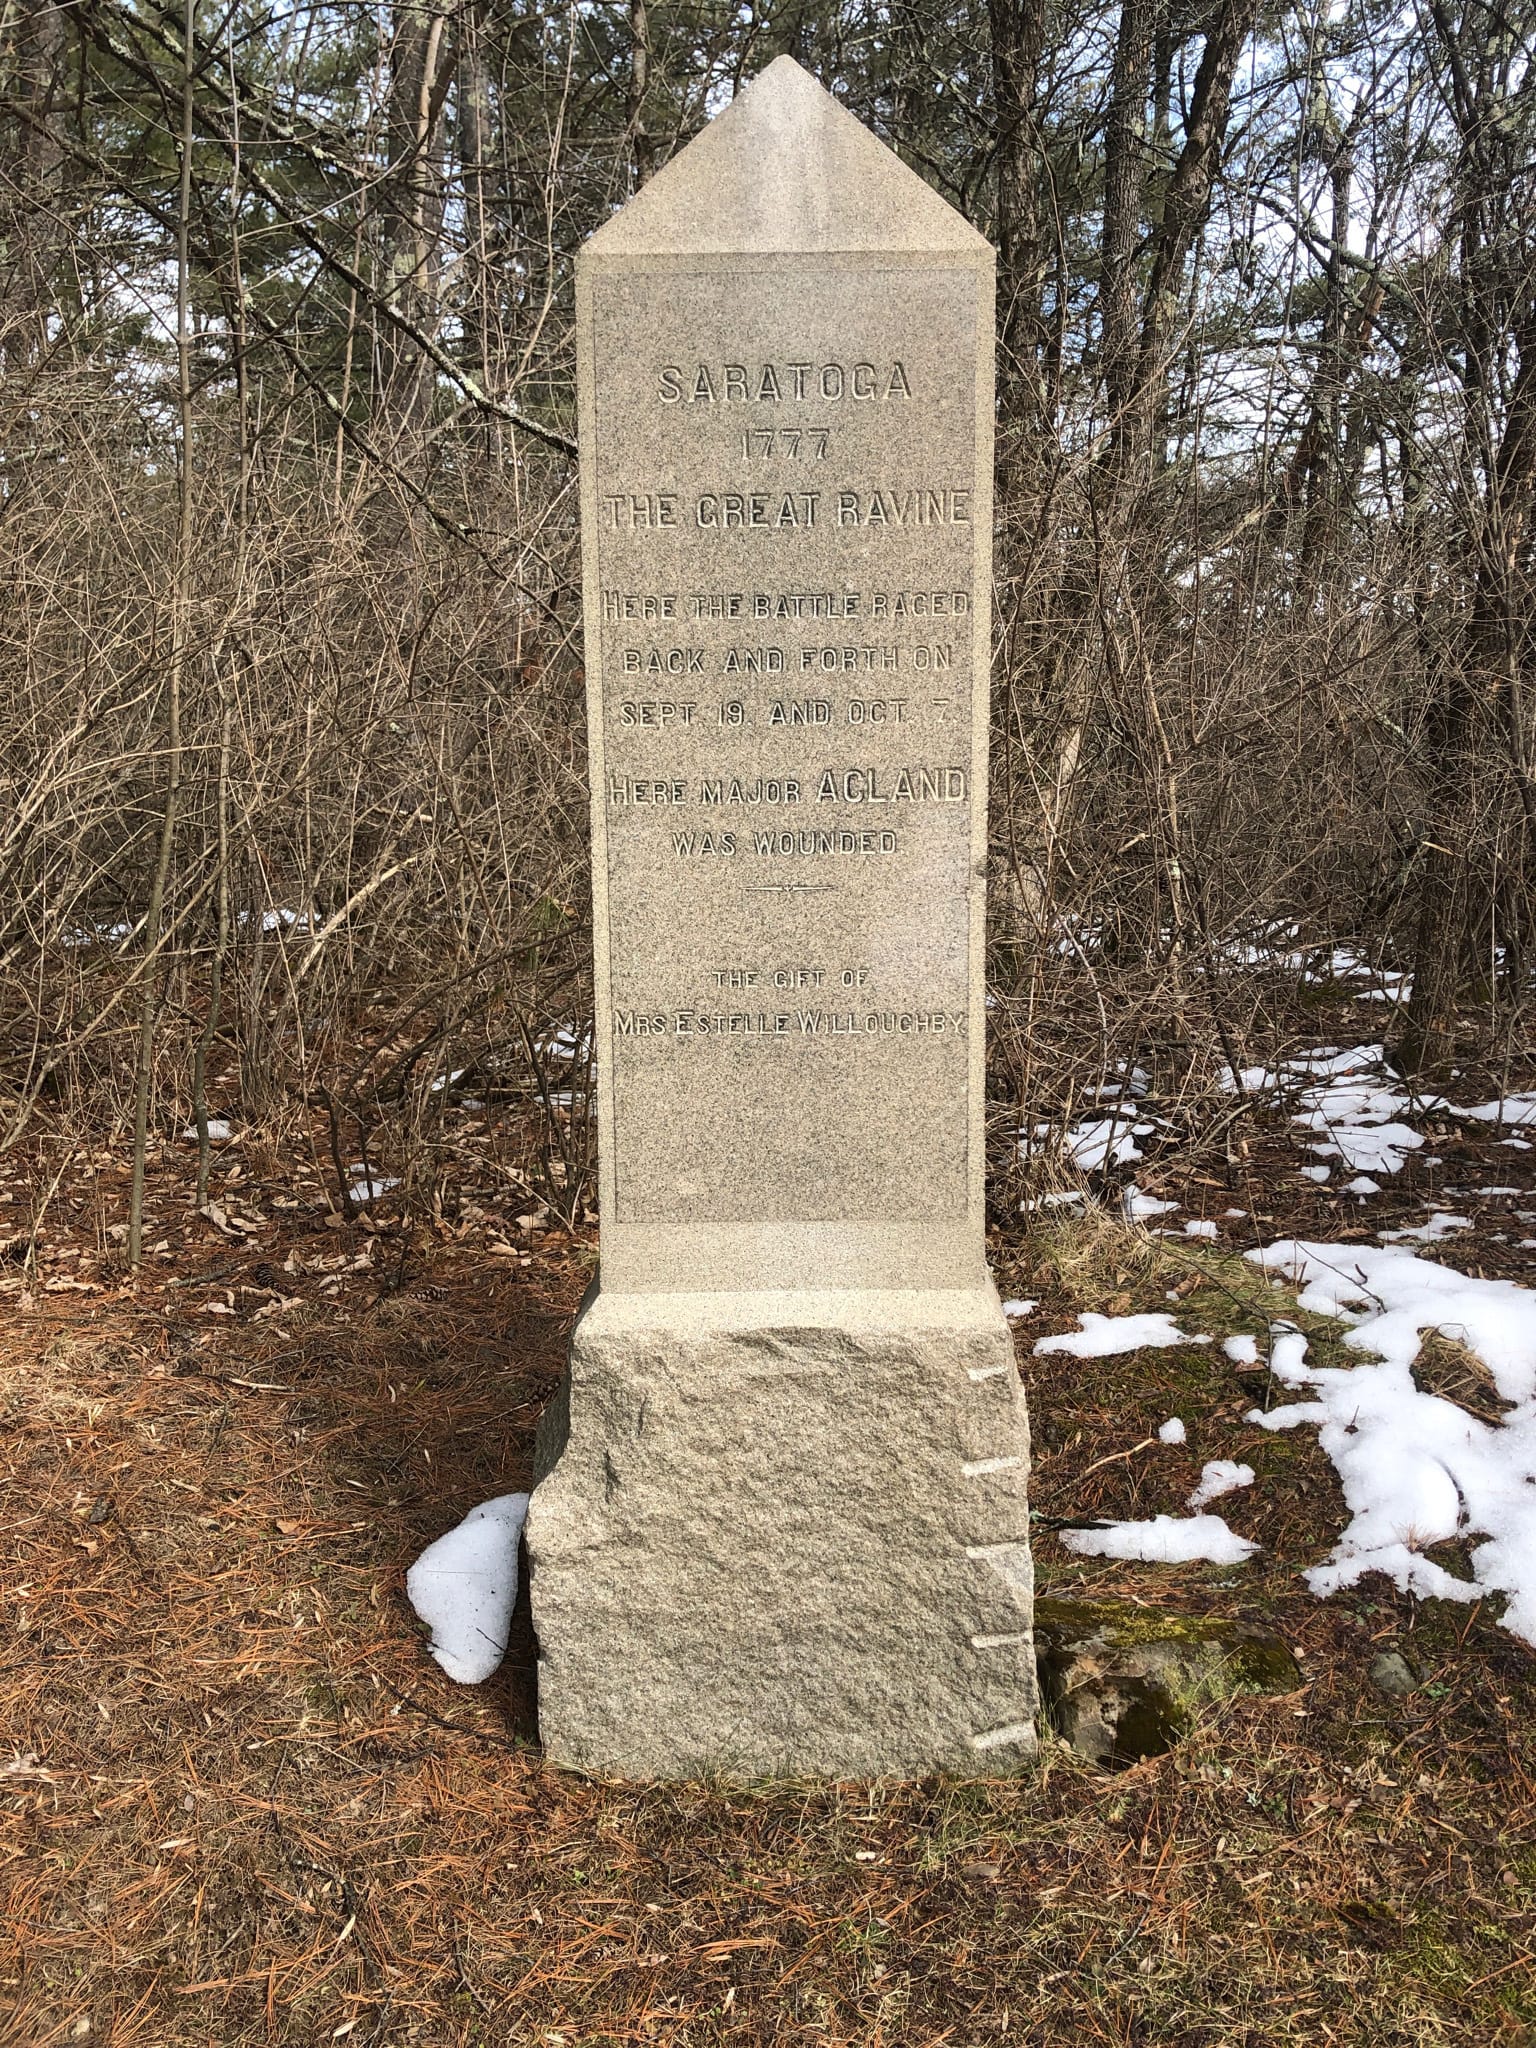 SARATOGA
1777
THE GREAT RAVINE
HERE THE BATTLE RAGED
BACK AND FORTH ON
SEPT. 19. AND OCT. 7.
HERE MAJOR ACLAND
WAS WOUNDED.
THE GIFT OF
MRS ESTELLE WILLOUGHBY.